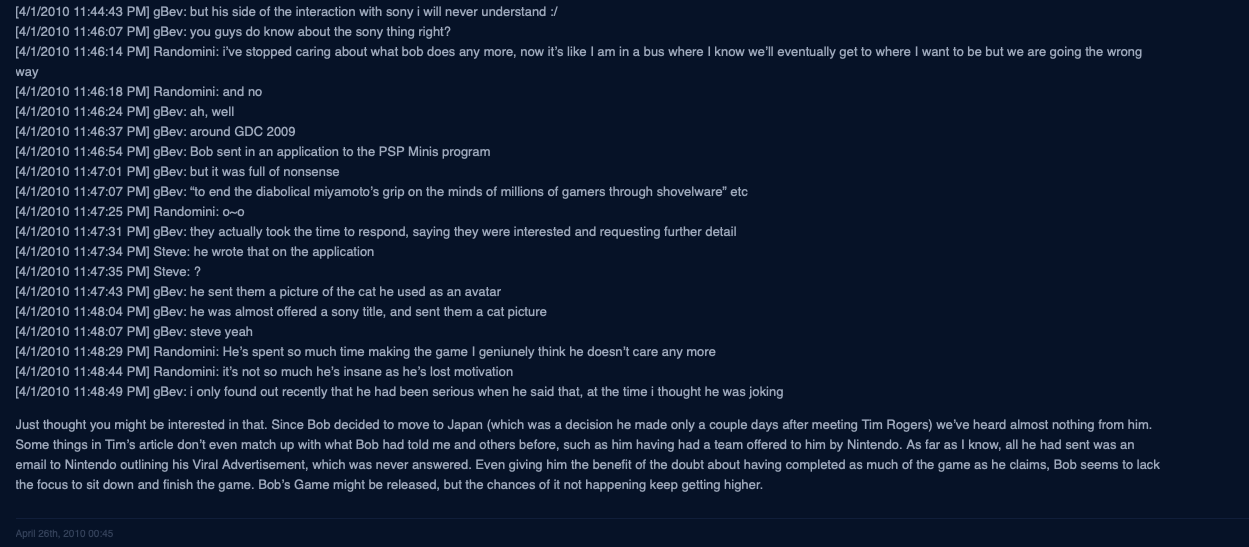 [4/1/2010 11:44:43 PM] gBev: but his side of the interaction with sony i will never understand :/
[4/1/2010 11:46:07 PM] gBev: you guys do know about the sony thing right?
[4/1/2010 11:46:14 PM] Randomini: i've stopped caring about what bob does any more, now it's like I am in a bus where I know we'll eventually get to where I want to be but we are going the wrong
way
[4/1/2010 11:46:18 PM] Randomini: and no
[4/1/2010 11:46:24 PM] gBev: ah, well
[4/1/2010 11:46:37 PM] gBev: around GDC 2009
[4/1/2010 11:46:54 PM] gBev: Bob sent in an application to the PSP Minis program
[4/1/2010 11:47:01 PM] gBev: but it was full of nonsense
[4/1/2010 11:47:07 PM] gBev: “to end the diabolical miyamoto's grip on the minds of millions of gamers through shovelware” etc
[4/1/2010 11:47:25 PM] Randomini: o~o
[4/1/2010 11:47:31 PM] gBev: they actually took the time to respond, saying they were interested and requesting further detail
[4/1/2010 11:47:34 PM] Steve: he wrote that on the application
[4/1/2010 11:47:35 PM] Steve: ?
[4/1/2010 11:47:43 PM] gBev: he sent them a picture of the cat he used as an avatar
[4/1/2010 11:48:04 PM] gBev: he was almost offered a sony title, and sent them a cat picture
[4/1/2010 11:48:07 PM] gBev: steve yeah
[4/1/2010 11:48:29 PM] Randomini: He's spent so much time making the game I geniunely think he doesn't care any more
[4/1/2010 11:48:44 PM] Randomini: it's not so much he's insane as he's lost motivation
[4/1/2010 11:48:49 PM] gBev: i only found out recently that he had been serious when he said that, at the time i thought he was joking
Just thought you might be interested in that. Since Bob decided to move to Japan (which was a decision he made only a couple days after meeting Tim Rogers) we've heard almost nothing from him.
Some things in Tim's article don't even match up with what Bob had told me and others before, such as him having had a team offered to him by Nintendo. As far as I know, all he had sent was an
email to Nintendo outlining his Viral Advertisement, which was never answered. Even giving him the benefit of the doubt about having completed as much of the game as he claims, Bob seems to lack
the focus to sit down and finish the game. Bob's Game might be released, but the chances of it not happening keep getting higher.
April 26th, 2010 00:45